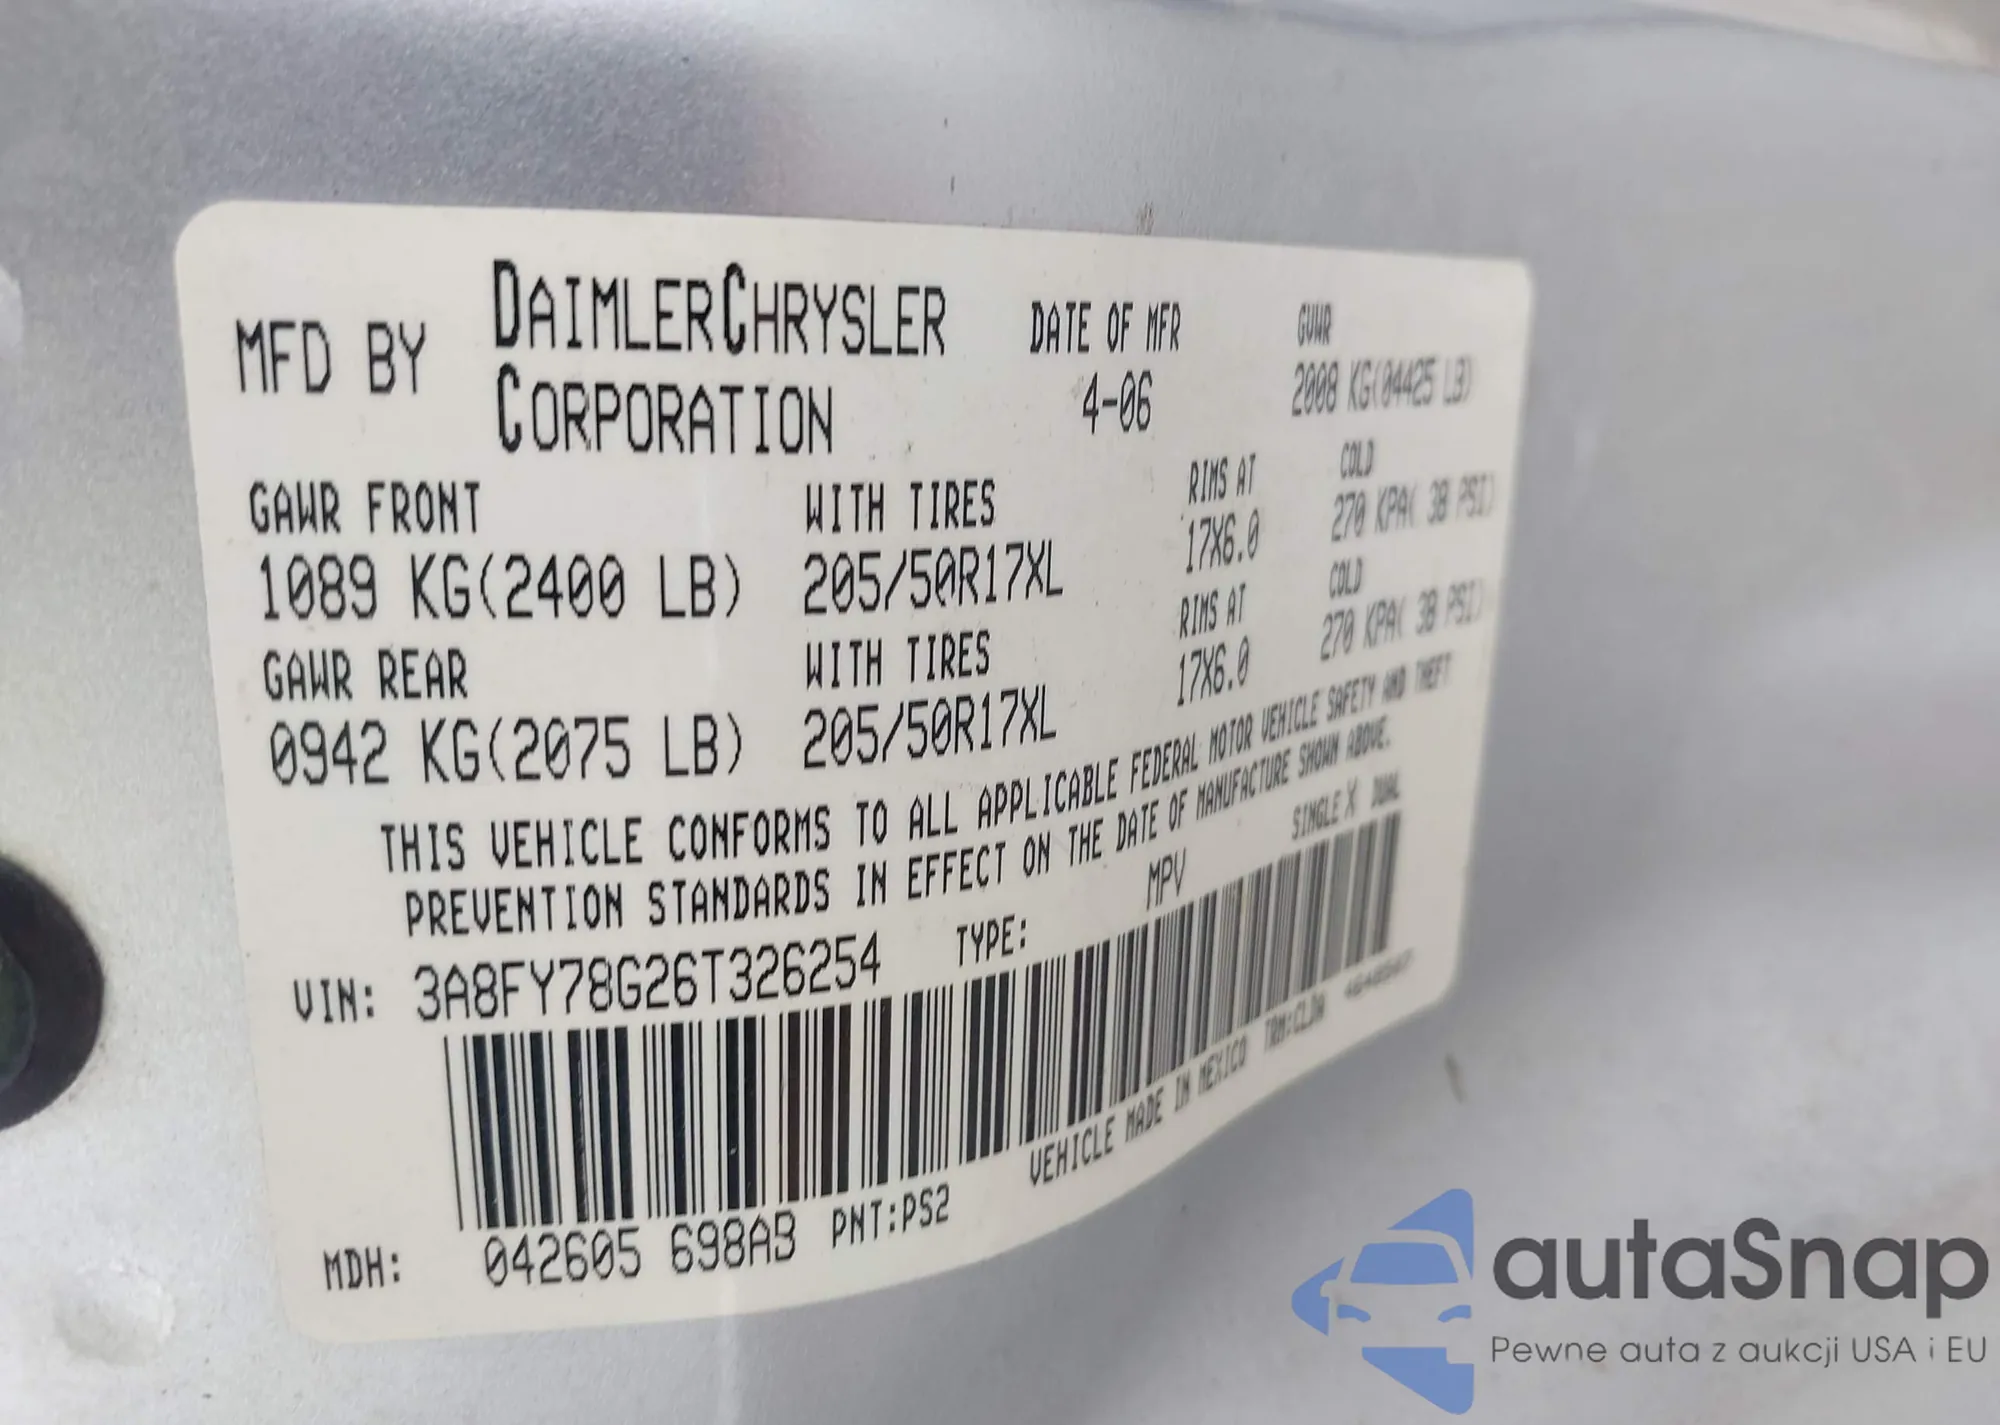 MFD BY DAIMLERCHRYSLER CORPORATION
DATE OF MFR
4-06
GVWR
2008 KG(04425 LB)
GAWR FRONT WITH TIRES RIMS AT COLD
1089 KG(2400 LB) 205/50R17XL 17X6.0 270 KPA( 38 PSI)
GAWR REAR WITH TIRES RIMS AT COLD
0942 KG(2075 LB) 205/50R17XL 17X6.0 270 KPA( 38 PSI)
THIS VEHICLE CONFORMS TO ALL APPLICABLE FEDERAL MOTOR VEHICLE SAFETY AND THEFT
PREVENTION STANDARDS IN EFFECT ON THE DATE OF MANUFACTURE SHOWN ABOVE.
VIN: 3A8FY78G26T326254 TYPE: MPV SINGLE X DUAL
VEHICLE MADE IN MEXICO
MDH: 042605 698AB PNT:PS2
autaSnap
Pewne auta z aukcji USA i EU